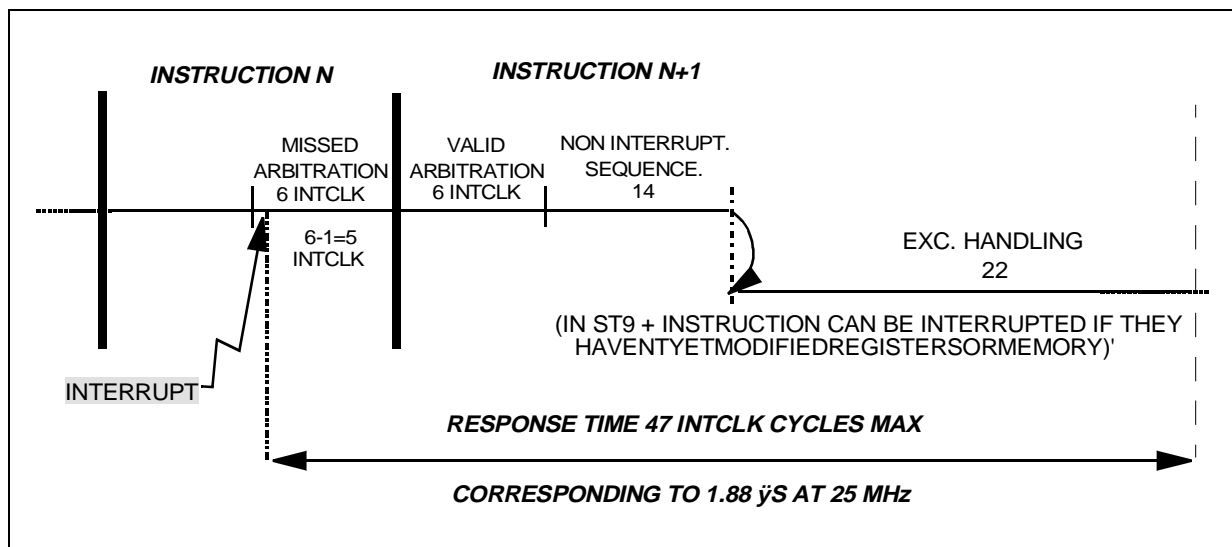 INSTRUCTION N
INSTRUCTION N+1
MISSED
ARBITRATION
6 INTCLK
VALID
ARBITRATION
6 INTCLK
NON INTERRUPT.
SEQUENCE.
14
6-1=5
INTCLK
EXC. HANDLING
22
(IN ST9 + INSTRUCTION CAN BE INTERRUPTED IF THEY
HAVENTYETMODIFIEDREGISTERSORMEMORY)'
INTERRUPT
RESPONSE TIME 47 INTCLK CYCLES MAX
CORRESPONDING TO 1.88 ÿS AT 25 MHz